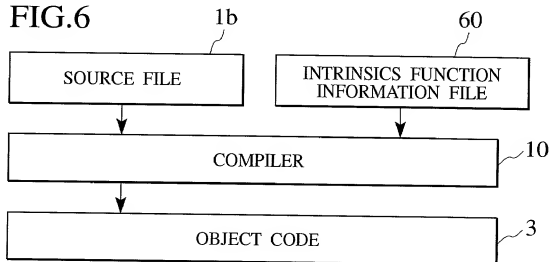 FIG.6
1b
60
SOURCE FILE
INTRINSICS FUNCTION
INFORMATION FILE
COMPILER
10
OBJECT CODE
3